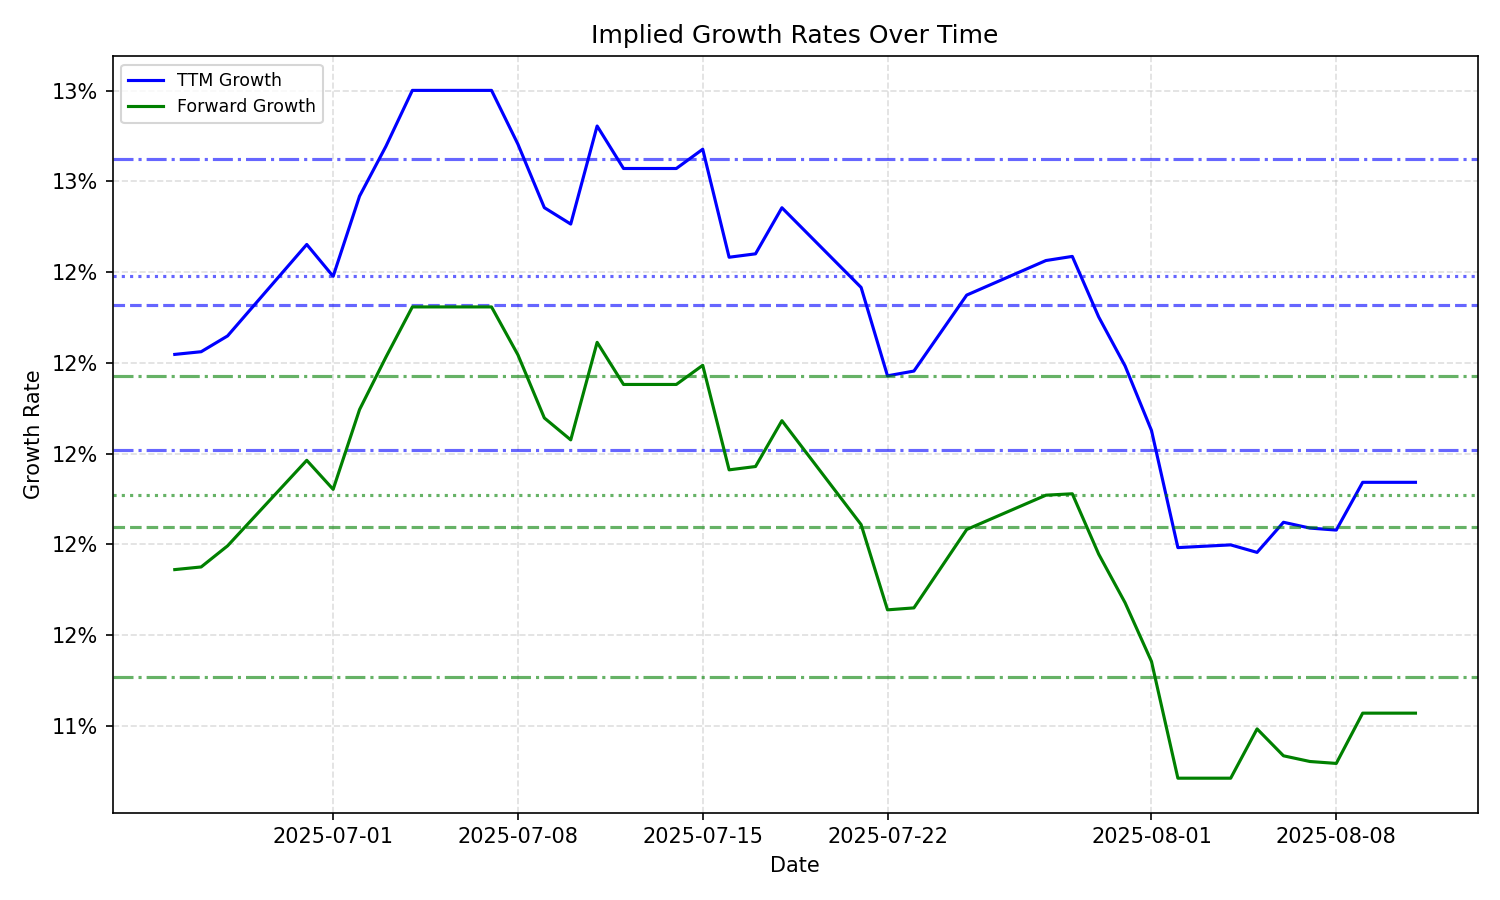 Implied Growth Rates Over Time
TTM Growth
Forward Growth
13%
13%
12%
12%
12%
12%
12%
11%
Growth Rate
2025-07-01
2025-07-08
2025-07-15
2025-07-22
2025-08-01
2025-08-08
Date